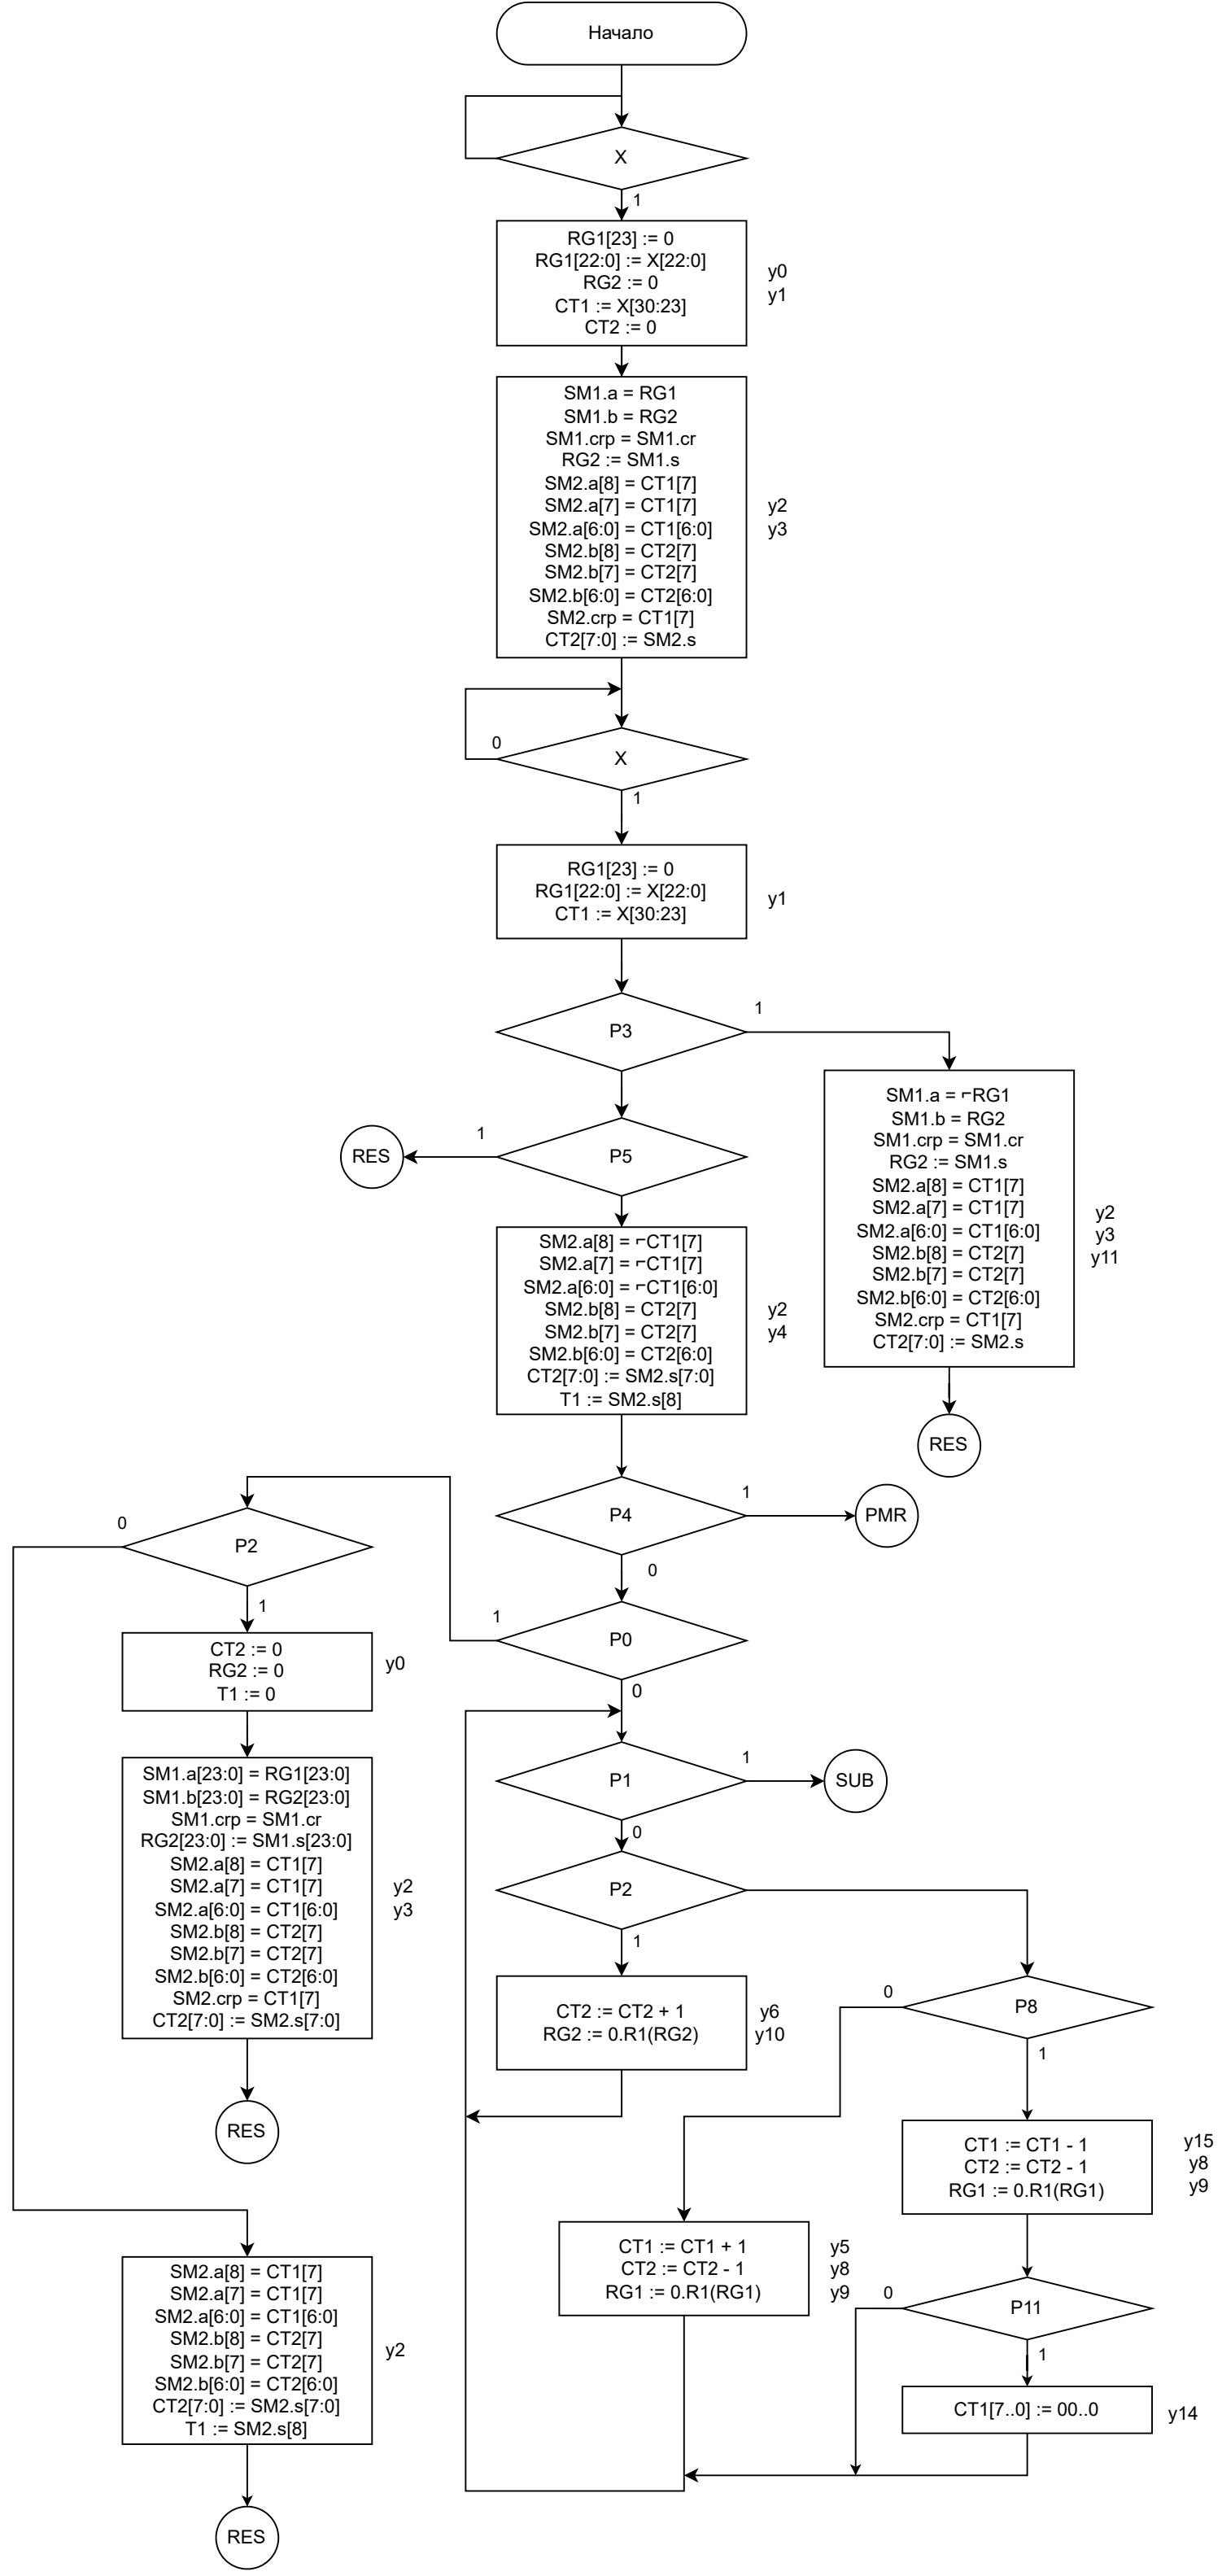 Начало
X
1
RG1[23] := 0
RG1[22:0] := X[22:0]
RG2 := 0
CT1 := X[30:23]
CT2 := 0
y0
y1
SM1.a = RG1
SM1.b = RG2
SM1.crp = SM1.cr
RG2 := SM1.s
SM2.a[8] = CT1[7]
SM2.a[7] = CT1[7]
SM2.a[6:0] = CT1[6:0]
SM2.b[8] = CT2[7]
SM2.b[7] = CT2[7]
SM2.b[6:0] = CT2[6:0]
SM2.crp = CT1[7]
CT2[7:0] := SM2.s
y2
y3
0
X
1
RG1[23] := 0
RG1[22:0] := X[22:0]
CT1 := X[30:23]
y1
P3
1
SM1.a = ⌐RG1
SM1.b = RG2
SM1.crp = SM1.cr
RG2 := SM1.s
SM2.a[8] = CT1[7]
SM2.a[7] = CT1[7]
SM2.a[6:0] = CT1[6:0]
SM2.b[8] = CT2[7]
SM2.b[7] = CT2[7]
SM2.b[6:0] = CT2[6:0]
SM2.crp = CT1[7]
CT2[7:0] := SM2.s
y2
y3
y11
RES
P5
1
RES
SM2.a[8] = ⌐CT1[7]
SM2.a[7] = ⌐CT1[7]
SM2.a[6:0] = ⌐CT1[6:0]
SM2.b[8] = CT2[7]
SM2.b[7] = CT2[7]
SM2.b[6:0] = CT2[6:0]
CT2[7:0] := SM2.s[7:0]
T1 := SM2.s[8]
y2
y4
P4
1
PMR
0
P0
1
0
P2
0
1
CT2 := 0
RG2 := 0
T1 := 0
y0
SM1.a[23:0] = RG1[23:0]
SM1.b[23:0] = RG2[23:0]
SM1.crp = SM1.cr
RG2[23:0] := SM1.s[23:0]
SM2.a[8] = CT1[7]
SM2.a[7] = CT1[7]
SM2.a[6:0] = CT1[6:0]
SM2.b[8] = CT2[7]
SM2.b[7] = CT2[7]
SM2.b[6:0] = CT2[6:0]
SM2.crp = CT1[7]
CT2[7:0] := SM2.s[7:0]
y2
y3
RES
SM2.a[8] = CT1[7]
SM2.a[7] = CT1[7]
SM2.a[6:0] = CT1[6:0]
SM2.b[8] = CT2[7]
SM2.b[7] = CT2[7]
SM2.b[6:0] = CT2[6:0]
CT2[7:0] := SM2.s[7:0]
T1 := SM2.s[8]
y2
RES
P1
1
SUB
0
P2
1
CT2 := CT2 + 1
RG2 := 0.R1(RG2)
y6
y10
P8
0
1
CT1 := CT1 + 1
CT2 := CT2 - 1
RG1 := 0.R1(RG1)
y5
y8
y9
CT1 := CT1 - 1
CT2 := CT2 - 1
RG1 := 0.R1(RG1)
y15
y8
y9
P11
0
1
CT1[7..0] := 00..0
y14